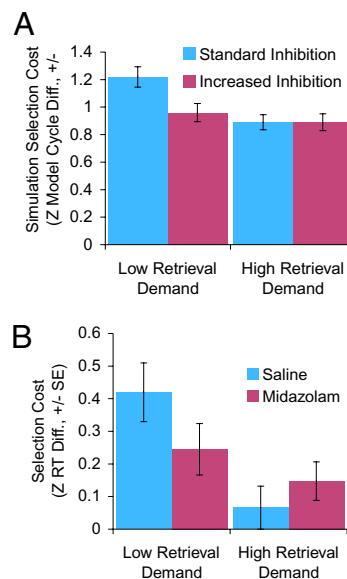 A
Simulation Selection Cost
(Z Model Cycle Diff., +/-
1.4
1.2
1
0.8
0.6
0.4
0.2
0
Standard Inhibition
Increased Inhibition
Low Retrieval
Demand
High Retrieval
Demand
B
Selection Cost
(Z RT Diff., +/- SE)
0.6
0.5
0.4
0.3
0.2
0.1
0
Saline
Midazolam
Low Retrieval
Demand
High Retrieval
Demand